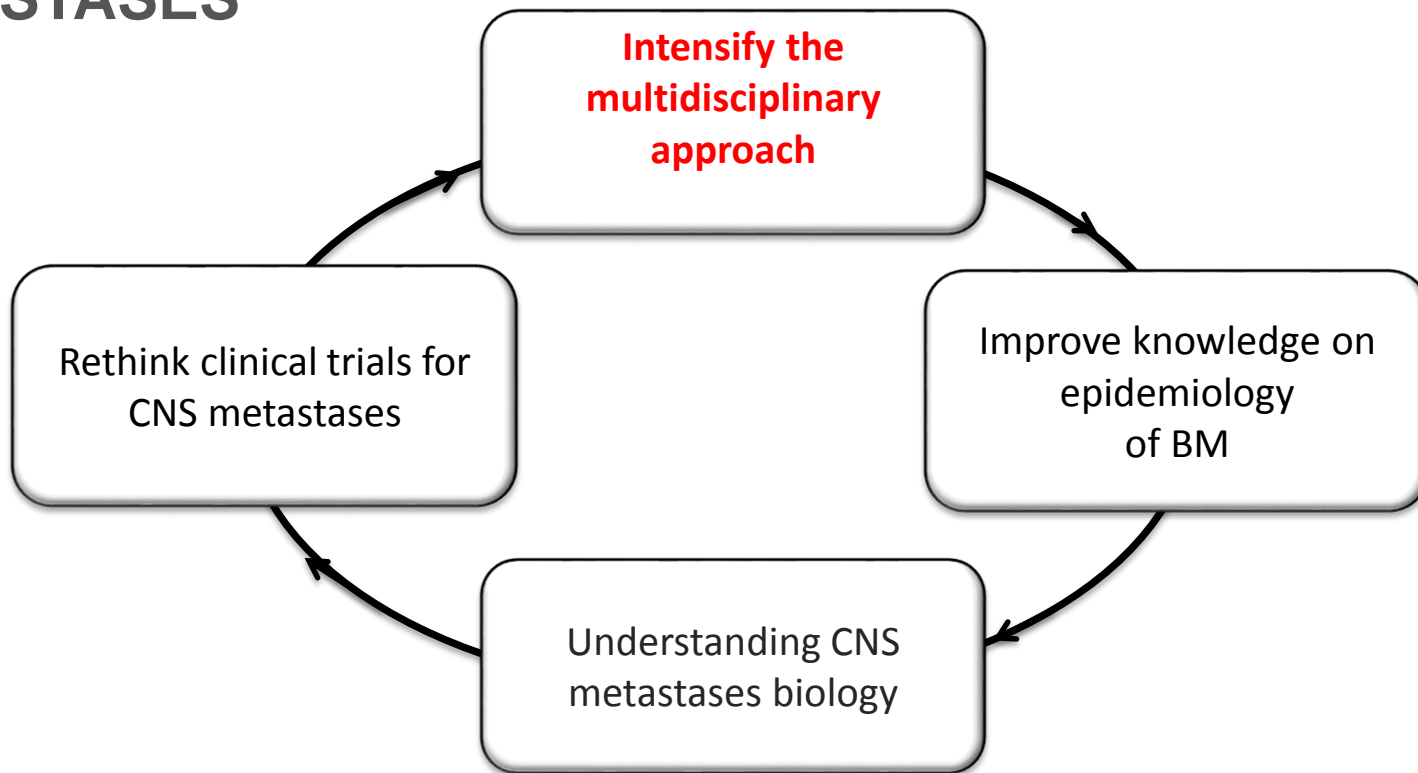 STASES
Intensify the
multidisciplinary
approach
Rethink clinical trials for
CNS metastases
Improve knowledge on
epidemiology
of BM
Understanding CNS
metastases biology